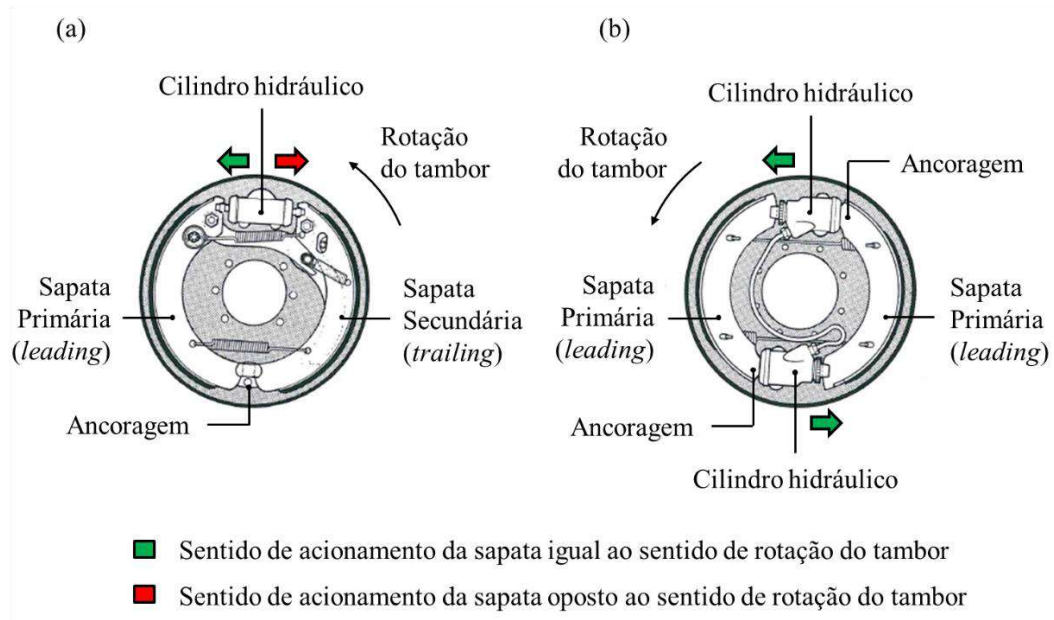 (a)
Cilindro hidráulico
Rotação
do tambor
Sapata
Primária
(leading)
Sapata
Secundária
(trailing)
Ancoragem
(b)
Cilindro hidráulico
Rotação
do tambor
Ancoragem
Sapata
Primária
(leading)
Sapata
Primária
(leading)
Ancoragem
Cilindro hidráulico
Sentido de acionamento da sapata igual ao sentido de rotação do tambor
Sentido de acionamento da sapata oposto ao sentido de rotação do tambor